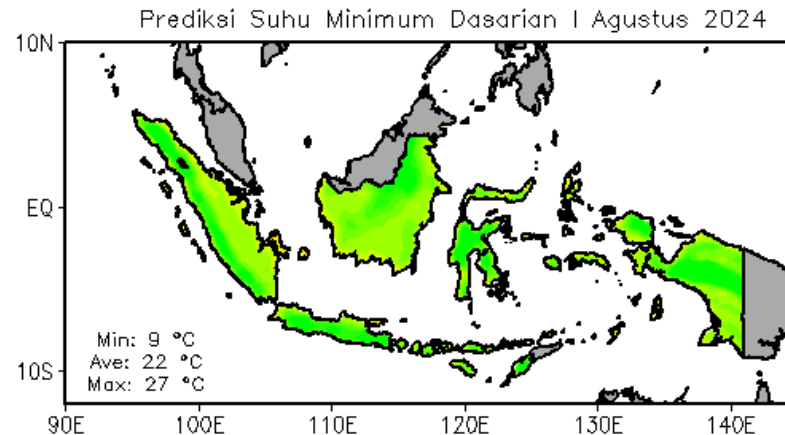 Prediksi Suhu Minimum Dasarian I Agustus 2024
10N
EQ
10S
Min: 9 °C
Ave: 22 °C
Max: 27 °C
90E 100E 110E 120E 130E 140E